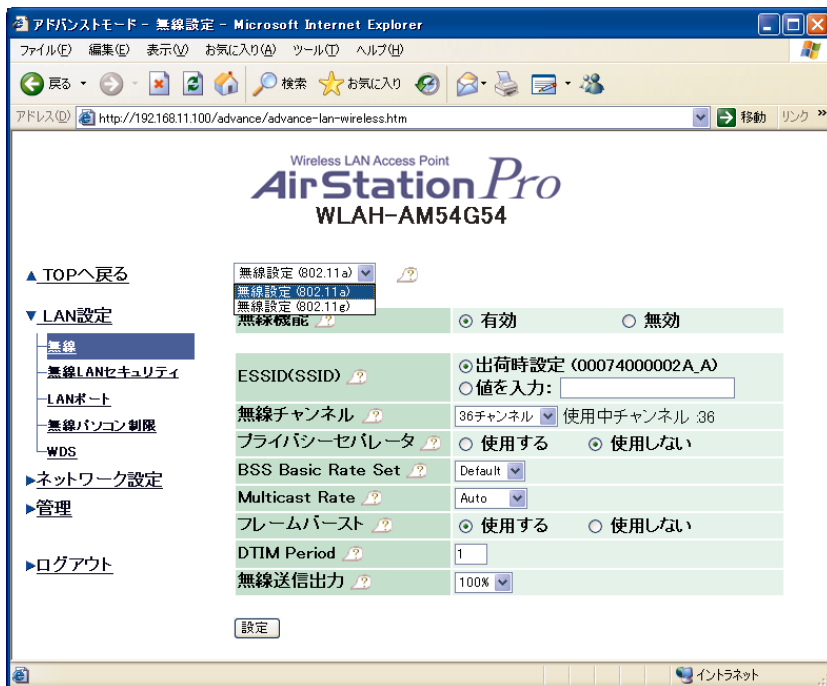 アドバンストモード - 無線設定 - Microsoft Internet Explorer
ファイル(F) 編集(E) 表示(V) お気に入り(A) ツール(T) ヘルプ(H)
戻る 検索 お気に入り
アドレス(D) http://192.168.11.100/advance/advance-lan-wireless.htm 移動 リンク »
Wireless LAN Access Point
AirStation Pro
WLAH-AM54G54
▲ TOPへ戻る
無線設定 (802.11a)
無線設定 (802.11a)
無線設定 (802.11g)
▼ LAN設定
無線
無線LANセキュリティ
LANポート
無線パソコン制限
WDS
▶ネットワーク設定
▶管理
▶ログアウト
無線機能 ? 有効 無効
ESSID(SSID) ? 出荷時設定 (00074000002A_A)
値を入力:
無線チャンネル ? 36チャンネル 使用中チャンネル :36
プライバシーセパレータ ? 使用する 使用しない
BSS Basic Rate Set ? Default
Multicast Rate ? Auto
フレームバースト ? 使用する 使用しない
DTIM Period ? 1
無線送信出力 ? 100%
設定
イントラネット